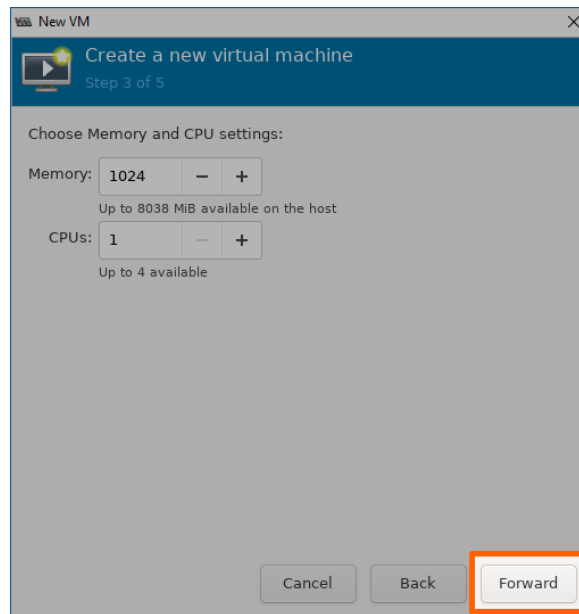 New VM
Create a new virtual machine
Step 3 of 5
Choose Memory and CPU settings:
Memory: 1024 − +
Up to 8038 MiB available on the host
CPUs: 1 − +
Up to 4 available
Cancel Back Forward